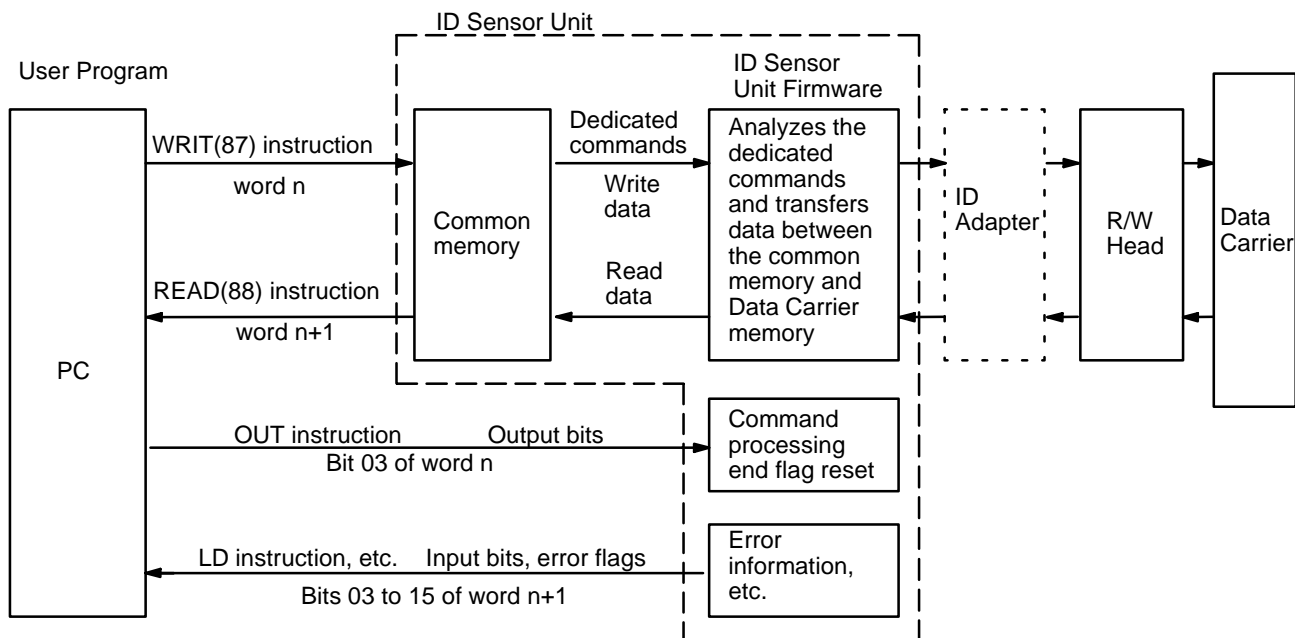 ID Sensor Unit
User Program
ID Sensor
Unit Firmware
WRIT(87) instruction
word n
READ(88) instruction
word n+1
PC
Common
memory
Dedicated
commands
Write
data
Read
data
Analyzes the
dedicated
commands
and transfers
data between
the common
memory and
Data Carrier
memory
ID
Adapter
R/W
Head
Data
Carrier
OUT instruction
Output bits
Bit 03 of word n
Command
processing
end flag reset
LD instruction, etc.
Input bits, error flags
Bits 03 to 15 of word n+1
Error
information,
etc.